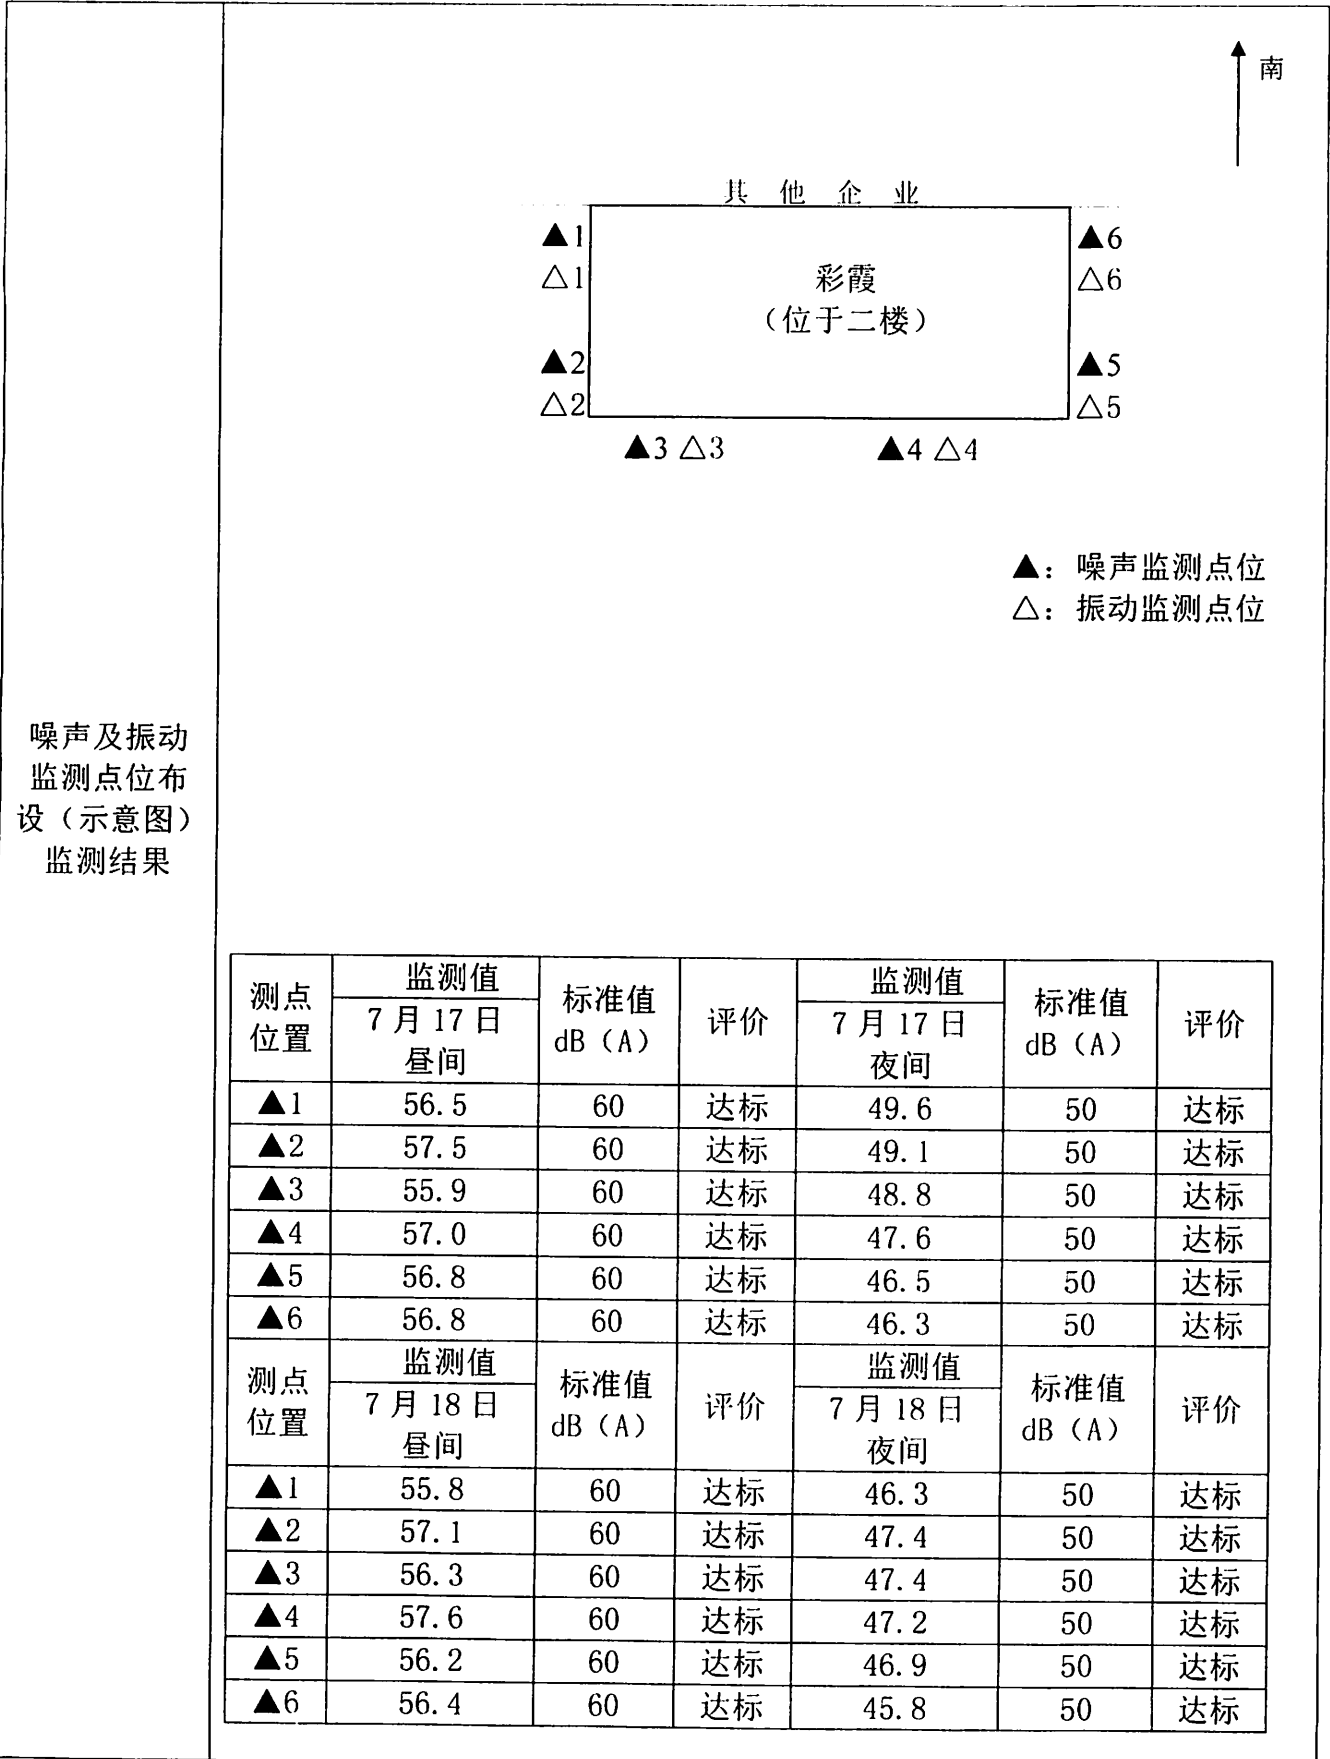 南
其 他 企 业
▲1
▲6
△1
彩霞
△6
（位于二楼）
▲2
▲5
△2
△5
▲3 △3
▲4 △4
▲：噪声监测点位
△：振动监测点位
噪声及振动
监测点位布
设（示意图）
监测结果
测点位置 监测值 7月17日 昼间 标准值 dB（A） 评价 监测值 7月17日 夜间 标准值 dB（A） 评价
▲1 56.5 60 达标 49.6 50 达标
▲2 57.5 60 达标 49.1 50 达标
▲3 55.9 60 达标 48.8 50 达标
▲4 57.0 60 达标 47.6 50 达标
▲5 56.8 60 达标 46.5 50 达标
▲6 56.8 60 达标 46.3 50 达标
测点位置 监测值 7月18日 昼间 标准值 dB（A） 评价 监测值 7月18日 夜间 标准值 dB（A） 评价
▲1 55.8 60 达标 46.3 50 达标
▲2 57.1 60 达标 47.4 50 达标
▲3 56.3 60 达标 47.4 50 达标
▲4 57.6 60 达标 47.2 50 达标
▲5 56.2 60 达标 46.9 50 达标
▲6 56.4 60 达标 45.8 50 达标